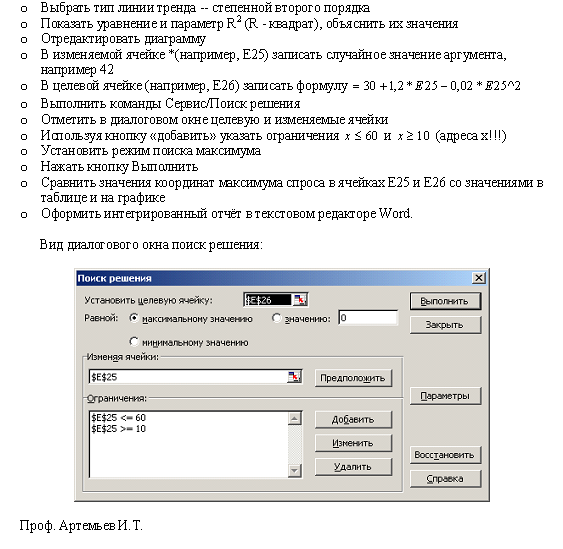 o Выбрать тип линии тренда -- степенной второго порядка
o Показать уравнение и параметр R² (R - квадрат), объяснить их значения
o Отредактировать диаграмму
o В изменяемой ячейке *(например, E25) записать случайное значение аргумента,
например 42
o В целевой ячейке (например, E26) записать формулу = 30 +1,2 * E25 − 0,02 * E25^2
o Выполнить команды Сервис/Поиск решения
o Отметить в диалоговом окне целевую и изменяемые ячейки
o Используя кнопку «добавить» указать ограничения x ≤ 60 и x ≥ 10 (адреса x!!!)
o Установить режим поиска максимума
o Нажать кнопку Выполнить
o Сравнить значения координат максимума спроса в ячейках E25 и E26 со значениями в
таблице и на графике
o Оформить интегрированный отчёт в текстовом редакторе Word.
Вид диалогового окна поиск решения:
Поиск решения
Установить целевую ячейку: $E$26 Выполнить
Равной: максимальному значению значению: 0 Закрыть
минимальному значению
Изменяя ячейки:
$E$25 Предположить
Параметры
Ограничения:
$E$25 <= 60 Добавить
$E$25 >= 10
Изменить
Восстановить
Удалить
Справка
Проф. Артемьев И. Т.